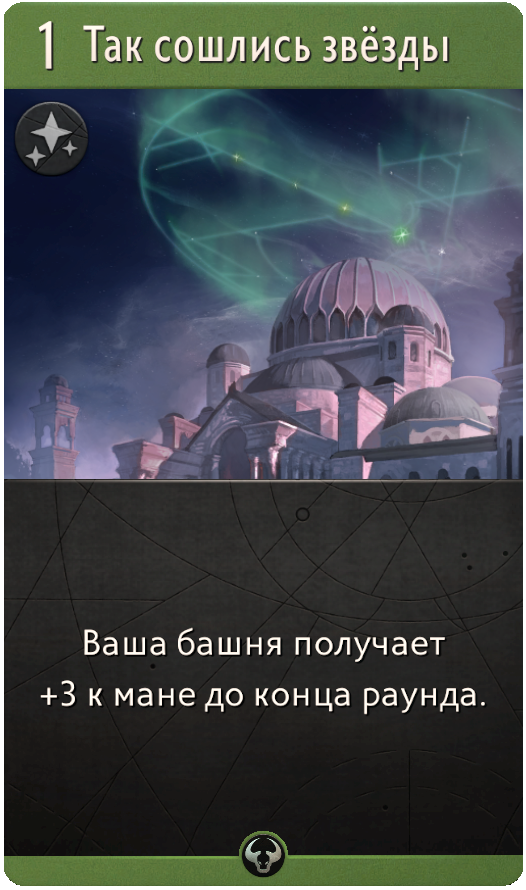 1 Так сошлись звёзды
Ваша башня получает
+3 к мане до конца раунда.